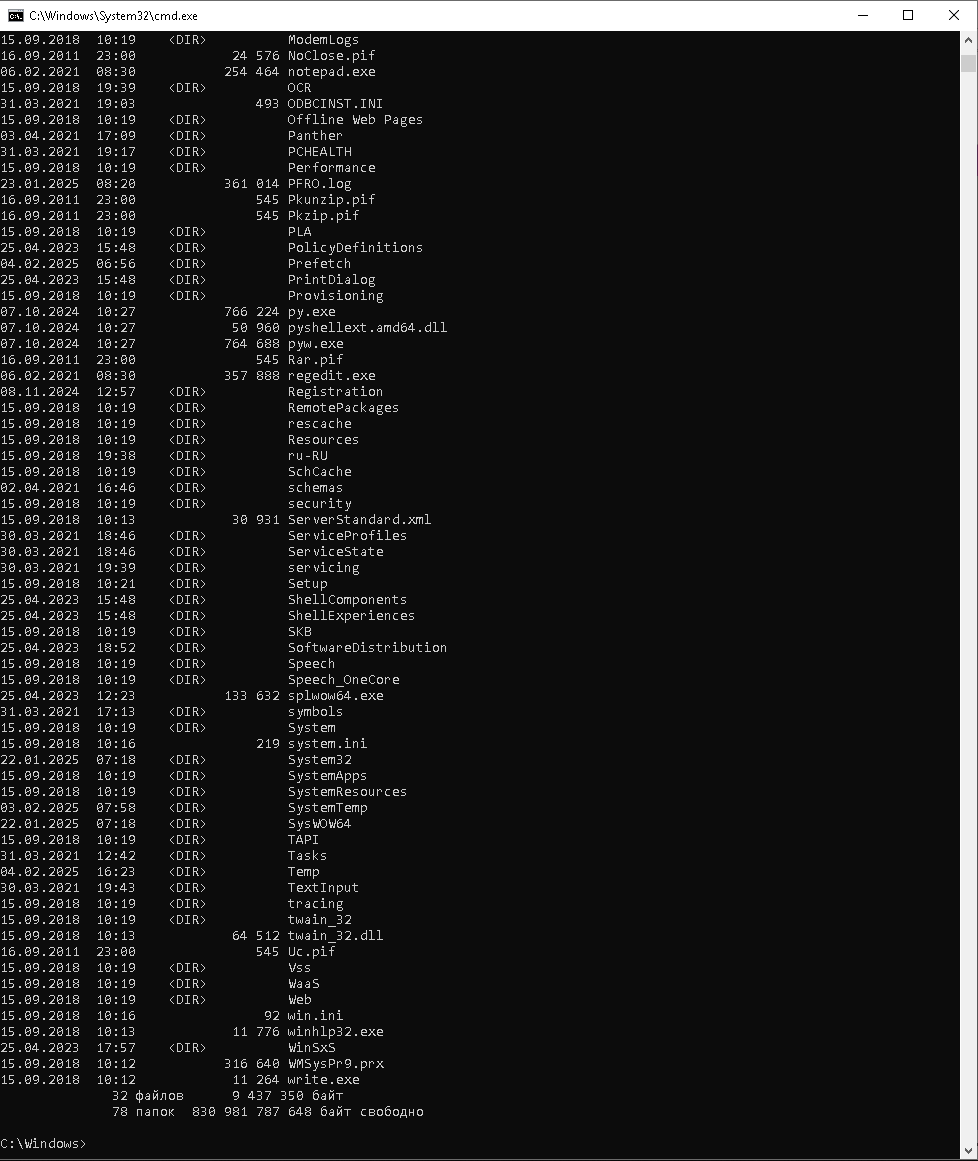 C:\Windows\System32\cmd.exe
15.09.2018  10:19    <DIR>          ModemLogs
16.09.2011  23:00            24 576 NoClose.pif
06.02.2021  08:30           254 464 notepad.exe
15.09.2018  19:39    <DIR>          OCR
31.03.2021  19:03               493 ODBCINST.INI
15.09.2018  10:19    <DIR>          Offline Web Pages
03.04.2021  17:09    <DIR>          Panther
31.03.2021  19:17    <DIR>          PCHEALTH
15.09.2018  10:19    <DIR>          Performance
23.01.2025  08:20           361 014 PFRO.log
16.09.2011  23:00               545 Pkunzip.pif
16.09.2011  23:00               545 Pkzip.pif
15.09.2018  10:19    <DIR>          PLA
25.04.2023  15:48    <DIR>          PolicyDefinitions
04.02.2025  06:56    <DIR>          Prefetch
25.04.2023  15:48    <DIR>          PrintDialog
15.09.2018  10:19    <DIR>          Provisioning
07.10.2024  10:27           766 224 py.exe
07.10.2024  10:27            50 960 pyshellext.amd64.dll
07.10.2024  10:27           764 688 pyw.exe
16.09.2011  23:00               545 Rar.pif
06.02.2021  08:30           357 888 regedit.exe
08.11.2024  12:57    <DIR>          Registration
15.09.2018  10:19    <DIR>          RemotePackages
15.09.2018  10:19    <DIR>          rescache
15.09.2018  10:19    <DIR>          Resources
15.09.2018  19:38    <DIR>          ru-RU
15.09.2018  10:19    <DIR>          SchCache
02.04.2021  16:46    <DIR>          schemas
15.09.2018  10:19    <DIR>          security
15.09.2018  10:13            30 931 ServerStandard.xml
30.03.2021  18:46    <DIR>          ServiceProfiles
30.03.2021  18:46    <DIR>          ServiceState
30.03.2021  19:39    <DIR>          servicing
15.09.2018  10:21    <DIR>          Setup
25.04.2023  15:48    <DIR>          ShellComponents
25.04.2023  15:48    <DIR>          ShellExperiences
15.09.2018  10:19    <DIR>          SKB
25.04.2023  18:52    <DIR>          SoftwareDistribution
15.09.2018  10:19    <DIR>          Speech
15.09.2018  10:19    <DIR>          Speech_OneCore
25.04.2023  12:23           133 632 splwow64.exe
31.03.2021  17:13    <DIR>          symbols
15.09.2018  10:19    <DIR>          System
15.09.2018  10:16               219 system.ini
22.01.2025  07:18    <DIR>          System32
15.09.2018  10:19    <DIR>          SystemApps
15.09.2018  10:19    <DIR>          SystemResources
03.02.2025  07:58    <DIR>          SystemTemp
22.01.2025  07:18    <DIR>          SysWOW64
15.09.2018  10:19    <DIR>          TAPI
31.03.2021  12:42    <DIR>          Tasks
04.02.2025  16:23    <DIR>          Temp
30.03.2021  19:43    <DIR>          TextInput
15.09.2018  10:19    <DIR>          tracing
15.09.2018  10:19    <DIR>          twain_32
15.09.2018  10:13            64 512 twain_32.dll
16.09.2011  23:00               545 Uc.pif
15.09.2018  10:19    <DIR>          Vss
15.09.2018  10:19    <DIR>          WaaS
15.09.2018  10:19    <DIR>          Web
15.09.2018  10:16                92 win.ini
15.09.2018  10:13            11 776 winhlp32.exe
25.04.2023  17:57    <DIR>          WinSxS
15.09.2018  10:12           316 640 WMSysPr9.prx
15.09.2018  10:12            11 264 write.exe
              32 файлов      9 437 350 байт
              78 папок  830 981 787 648 байт свободно
C:\Windows>